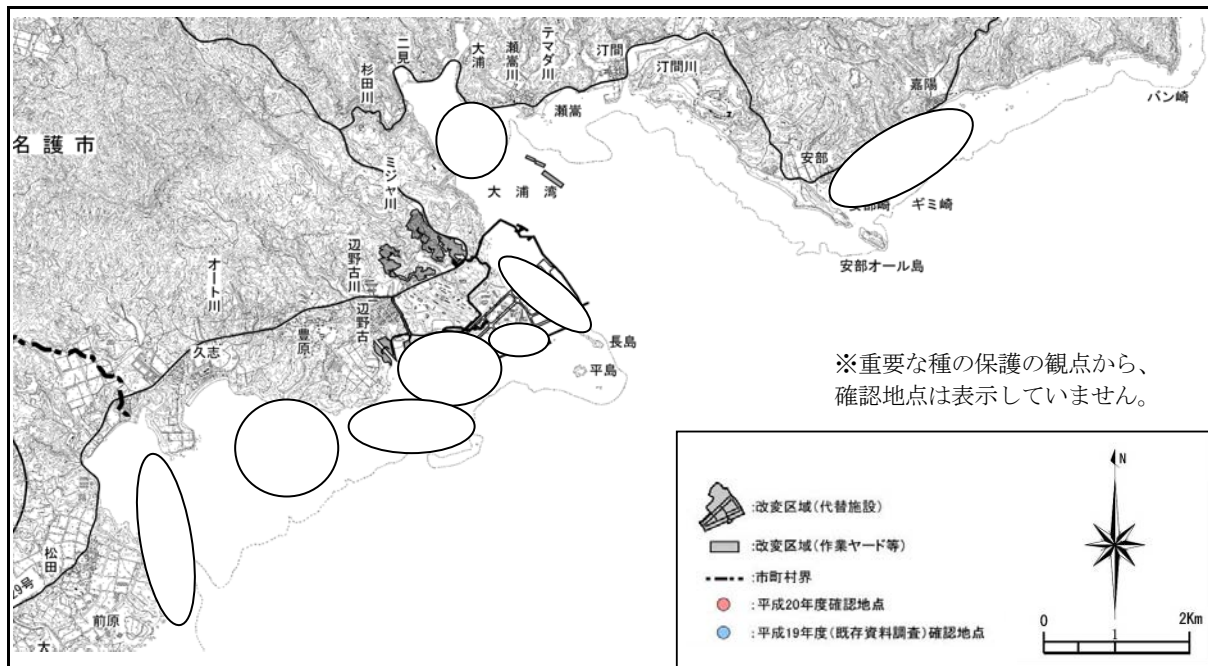 名護市
杉田川
二見
大浦
瀬嵩川
テマダ川
汀間
汀間川
瀬嵩
嘉陽
バン崎
安部
ギミ崎
安部オール島
大浦湾
ミジャ川
辺野古川
辺野古
オート川
久志
豊原
長島
平島
松田
29号
前原
大
※重要な種の保護の観点から、
確認地点は表示していません。
:改変区域(代替施設)
:改変区域(作業ヤード等)
:市町村界
:平成20年度確認地点
:平成19年度(既存資料調査)確認地点
N
0 1 2Km